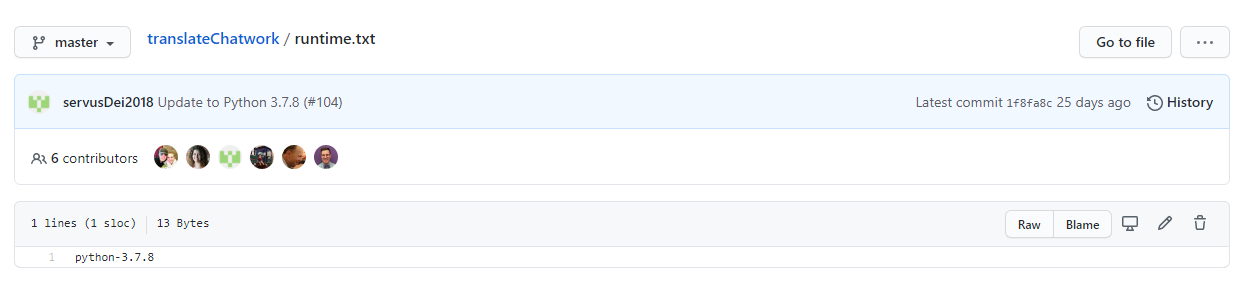 master translateChatwork / runtime.txt Go to file ...
servusDei2018 Update to Python 3.7.8 (#104) Latest commit 1f8fa8c 25 days ago History
6 contributors
1 lines (1 sloc) 13 Bytes Raw Blame
1 python-3.7.8